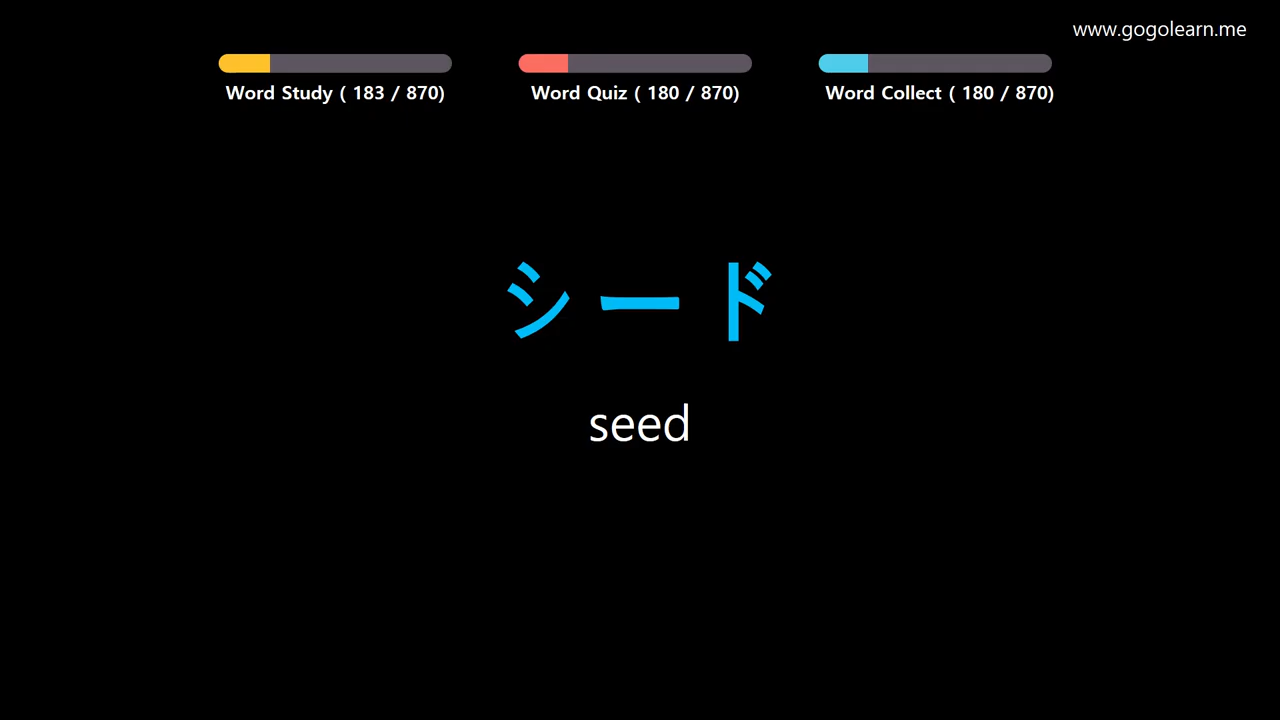 www.gogolearn.me
Word Study ( 183 / 870)
Word Quiz ( 180 / 870)
Word Collect ( 180 / 870)
シード
seed